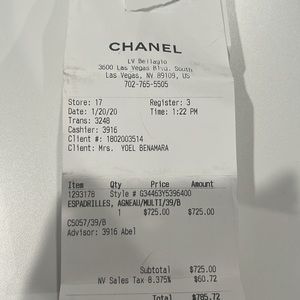 CHANEL
LV Bellagio
3600 Las Vegas Blvd. South
Las Vegas, NV 89109, US
702-765-5505
Store: 17 Register: 3
Date: 1/20/20 Time: 1:22 PM
Trans: 3248
Cashier: 3916
Client #: 1802003514
Client: Mrs. YOEL BENAMARA
Item Qty Price Amount
1293176 Style # G34463Y5396400
ESPADRILLES, AGNEAU/MULTI/39/B
1 $725.00 $725.00
C5057/39/B
Advisor: 3916 Abel
Subtotal $725.00
NV Sales Tax 8.375% $60.72
Total $785.72